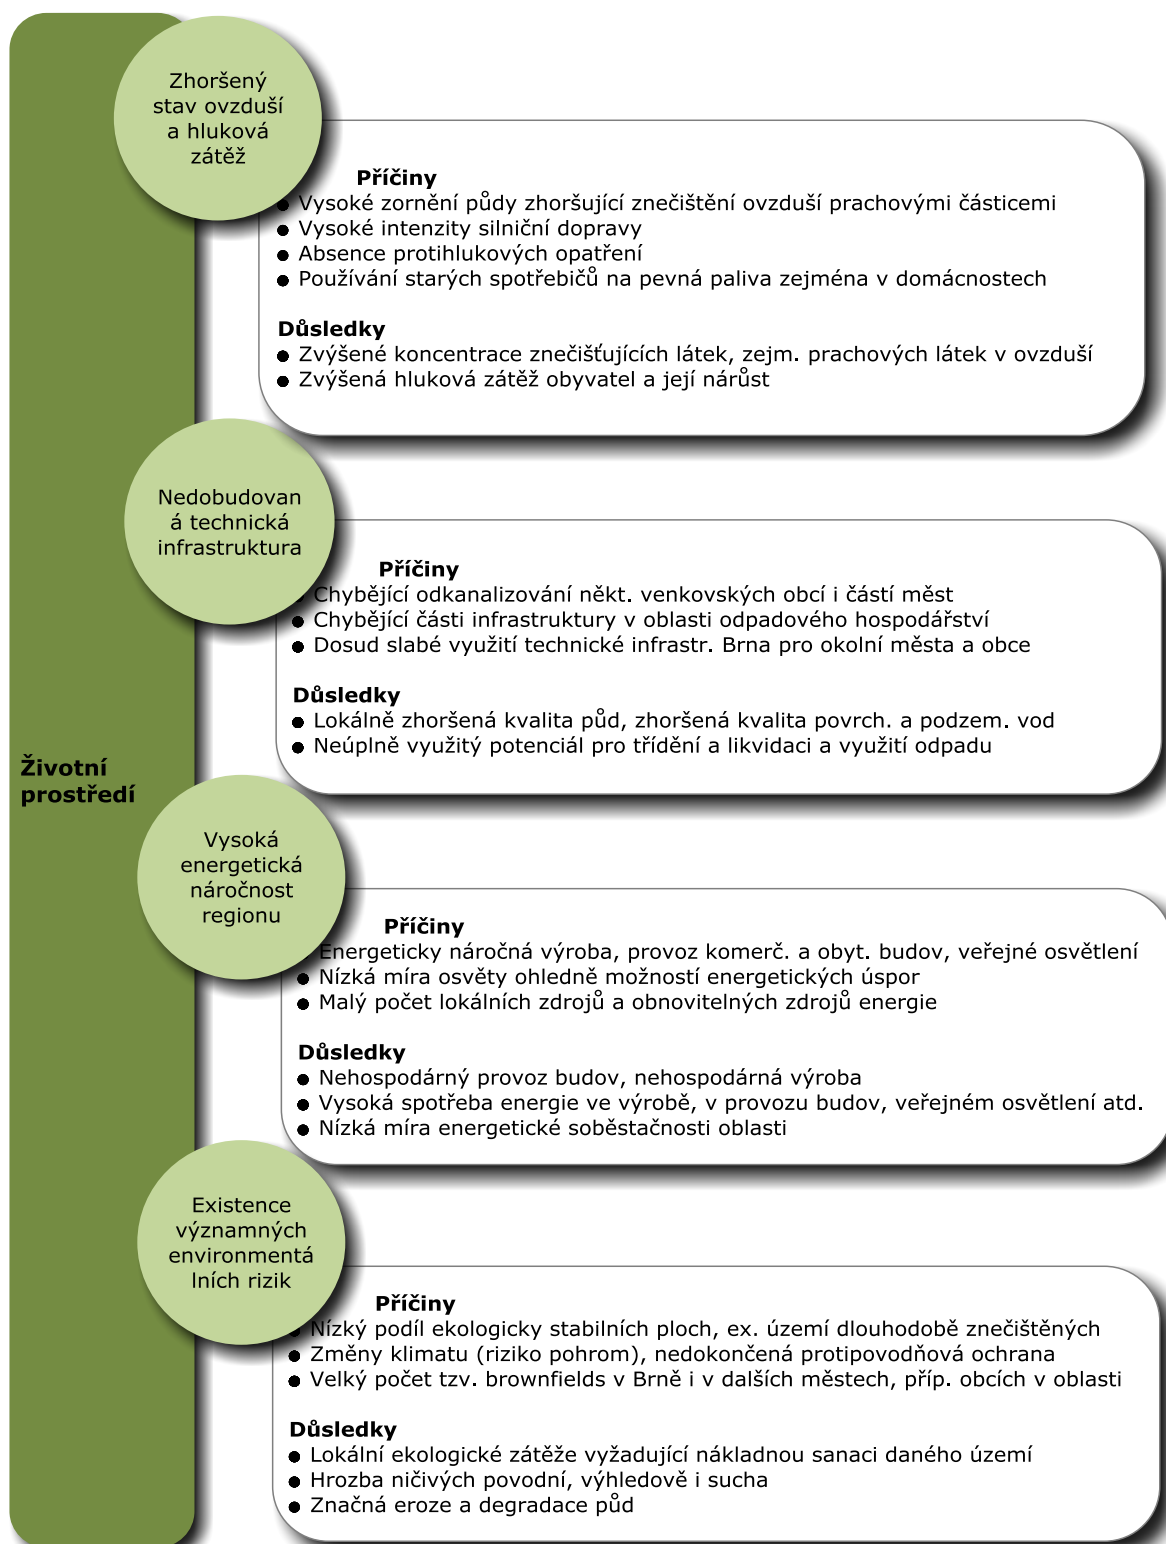 Zhoršený
stav ovzduší
a hluková
zátěž
Příčiny
Vysoké zornění půdy zhoršující znečištění ovzduší prachovými částicemi
Vysoké intenzity silniční dopravy
Absence protihlukových opatření
Používání starých spotřebičů na pevná paliva zejména v domácnostech
Důsledky
Zvýšené koncentrace znečišťujících látek, zejm. prachových látek v ovzduší
Zvýšená hluková zátěž obyvatel a její nárůst
Nedobudovan
á technická
infrastruktura
Příčiny
Chybějící odkanalizování někt. venkovských obcí i částí měst
Chybějící části infrastruktury v oblasti odpadového hospodářství
Dosud slabé využití technické infrastr. Brna pro okolní města a obce
Důsledky
Lokálně zhoršená kvalita půd, zhoršená kvalita povrch. a podzem. vod
Neúplně využitý potenciál pro třídění a likvidaci a využití odpadu
Životní
prostředí
Vysoká
energetická
náročnost
regionu
Příčiny
Energeticky náročná výroba, provoz komerč. a obyt. budov, veřejné osvětlení
Nízká míra osvěty ohledně možností energetických úspor
Malý počet lokálních zdrojů a obnovitelných zdrojů energie
Důsledky
Nehospodárný provoz budov, nehospodárná výroba
Vysoká spotřeba energie ve výrobě, v provozu budov, veřejném osvětlení atd.
Nízká míra energetické soběstačnosti oblasti
Existence
významných
environmentá
lních rizik
Příčiny
Nízký podíl ekologicky stabilních ploch, ex. území dlouhodobě znečištěných
Změny klimatu (riziko pohrom), nedokončená protipovodňová ochrana
Velký počet tzv. brownfields v Brně i v dalších městech, příp. obcích v oblasti
Důsledky
Lokální ekologické zátěže vyžadující nákladnou sanaci daného území
Hrozba ničivých povodní, výhledově i sucha
Značná eroze a degradace půd